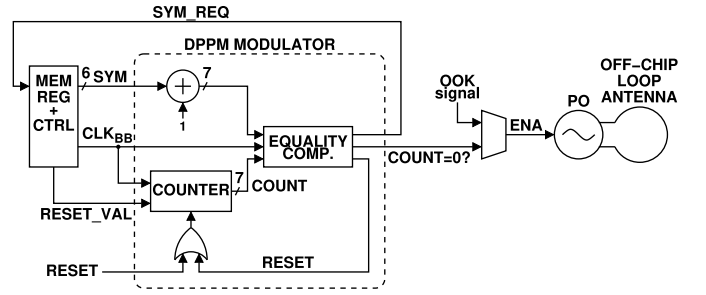 SYM_REQ
DPPM MODULATOR
MEM
REG
+
CTRL
6 SYM
+
7
1
CLKBB
EQUALITY
COMP.
COUNTER
7
COUNT
RESET_VAL
RESET
RESET
COUNT=0?
OOK
signal
ENA
PO
OFF-CHIP
LOOP
ANTENNA